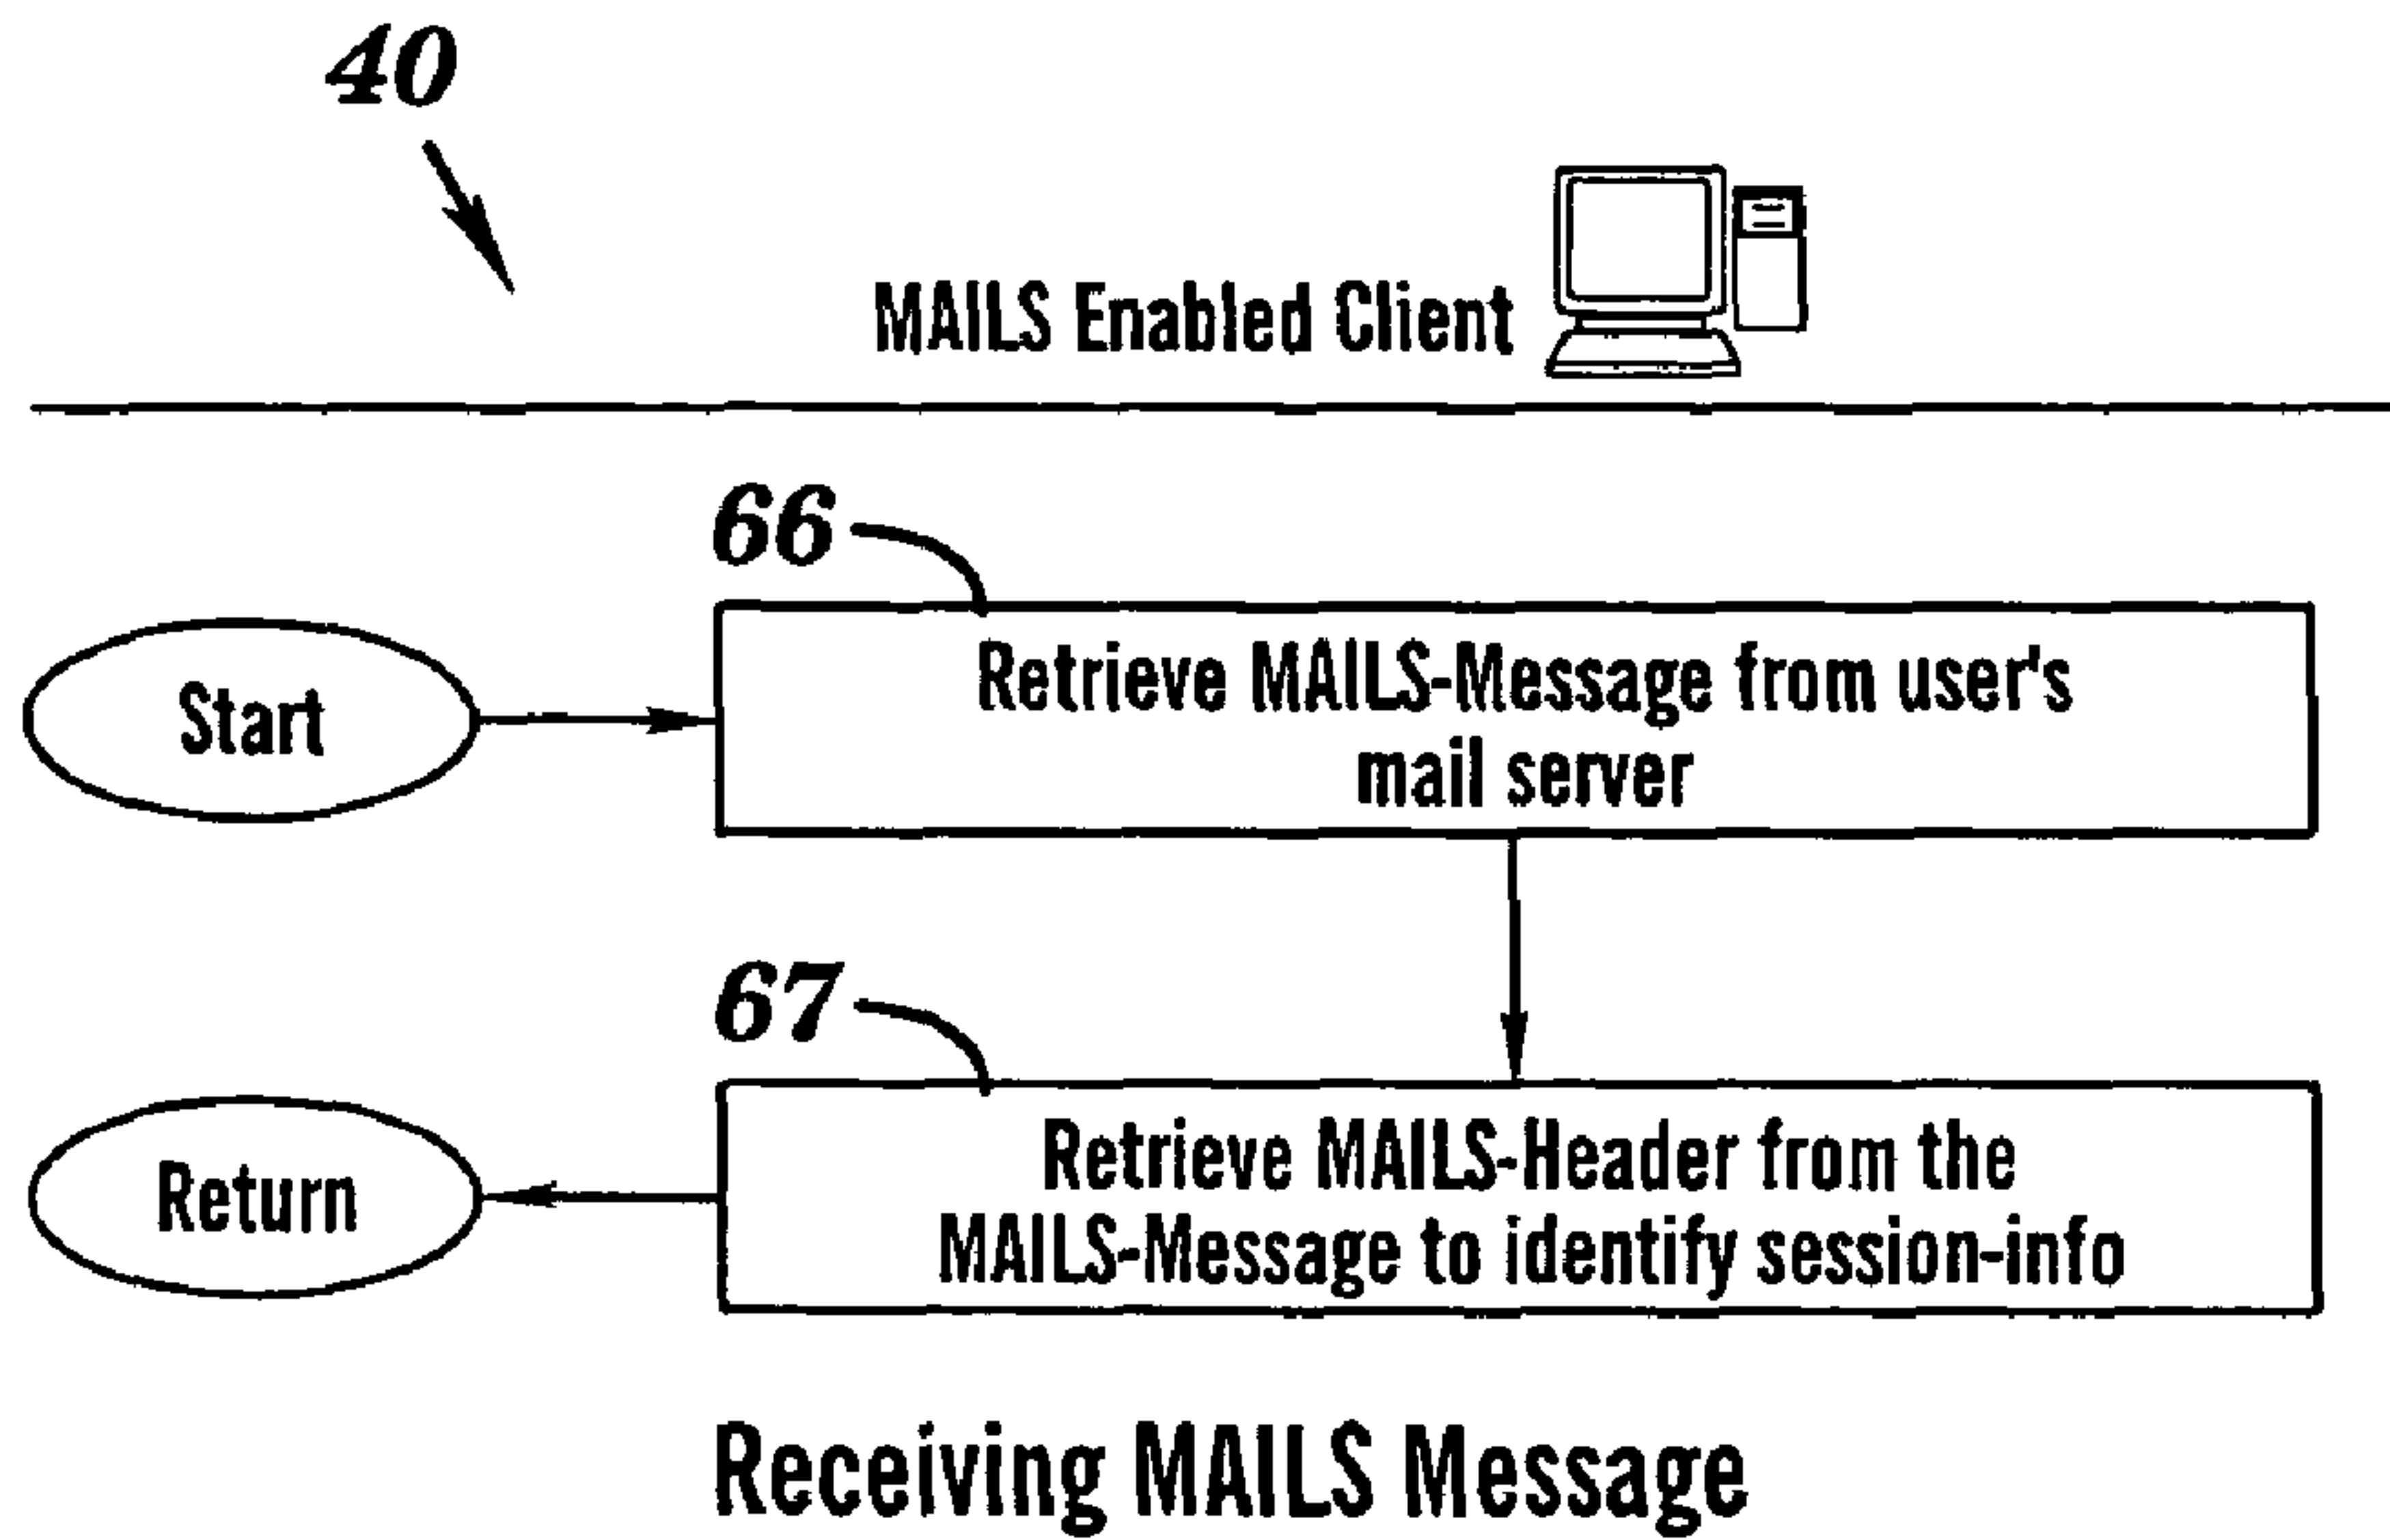 40
MAILS Enabled Client
66
Start
Retrieve MAILS-Message from user's
mail server
67
Return
Retrieve MAILS-Header from the
MAILS-Message to identify session-info
Receiving MAILS Message